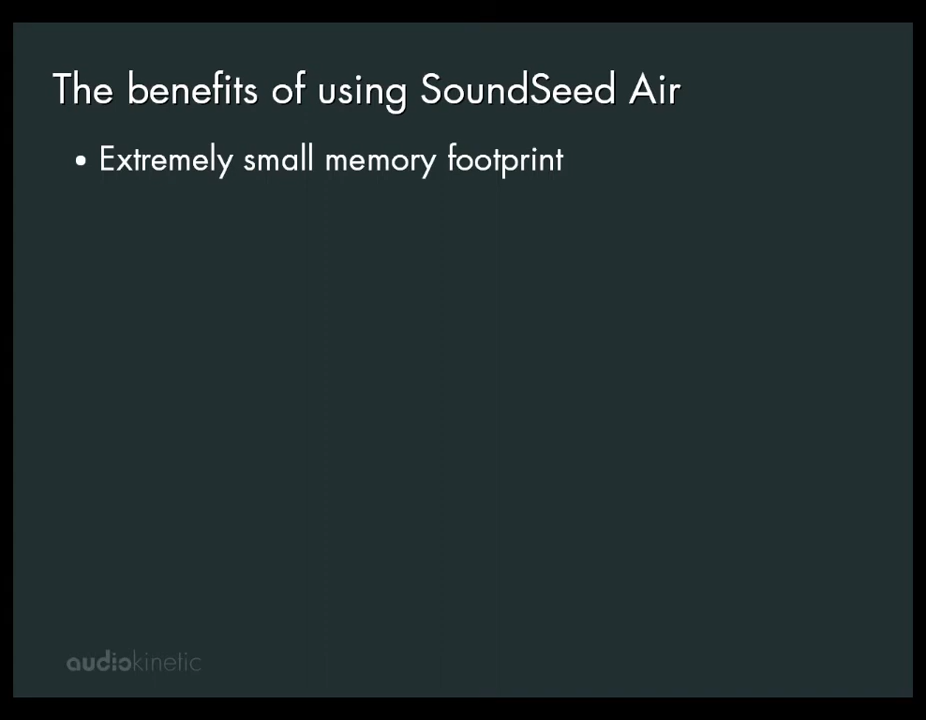 The benefits of using SoundSeed Air
• Extremely small memory footprint
audiokinetic